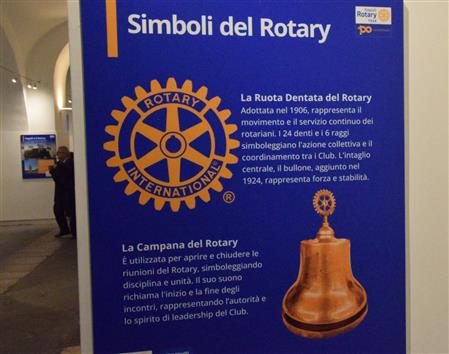 Simboli del Rotary
Rotary
ROTARY
INTERNATIONAL
®
La Ruota Dentata del Rotary
Adottata nel 1906, rappresenta il
movimento e il servizio continuo dei
rotariani. I 24 denti e i 6 raggi
simboleggiano l'azione collettiva e il
coordinamento tra i Club. L'intaglio
centrale, il bullone, aggiunto nel
1924, rappresenta forza e stabilità.
La Campana del Rotary
È utilizzata per aprire e chiudere le
riunioni del Rotary, simboleggiando
disciplina e unità. Il suo suono
richiama l'inizio e la fine degli
incontri, rappresentando l'autorità e
lo spirito di leadership del Club.